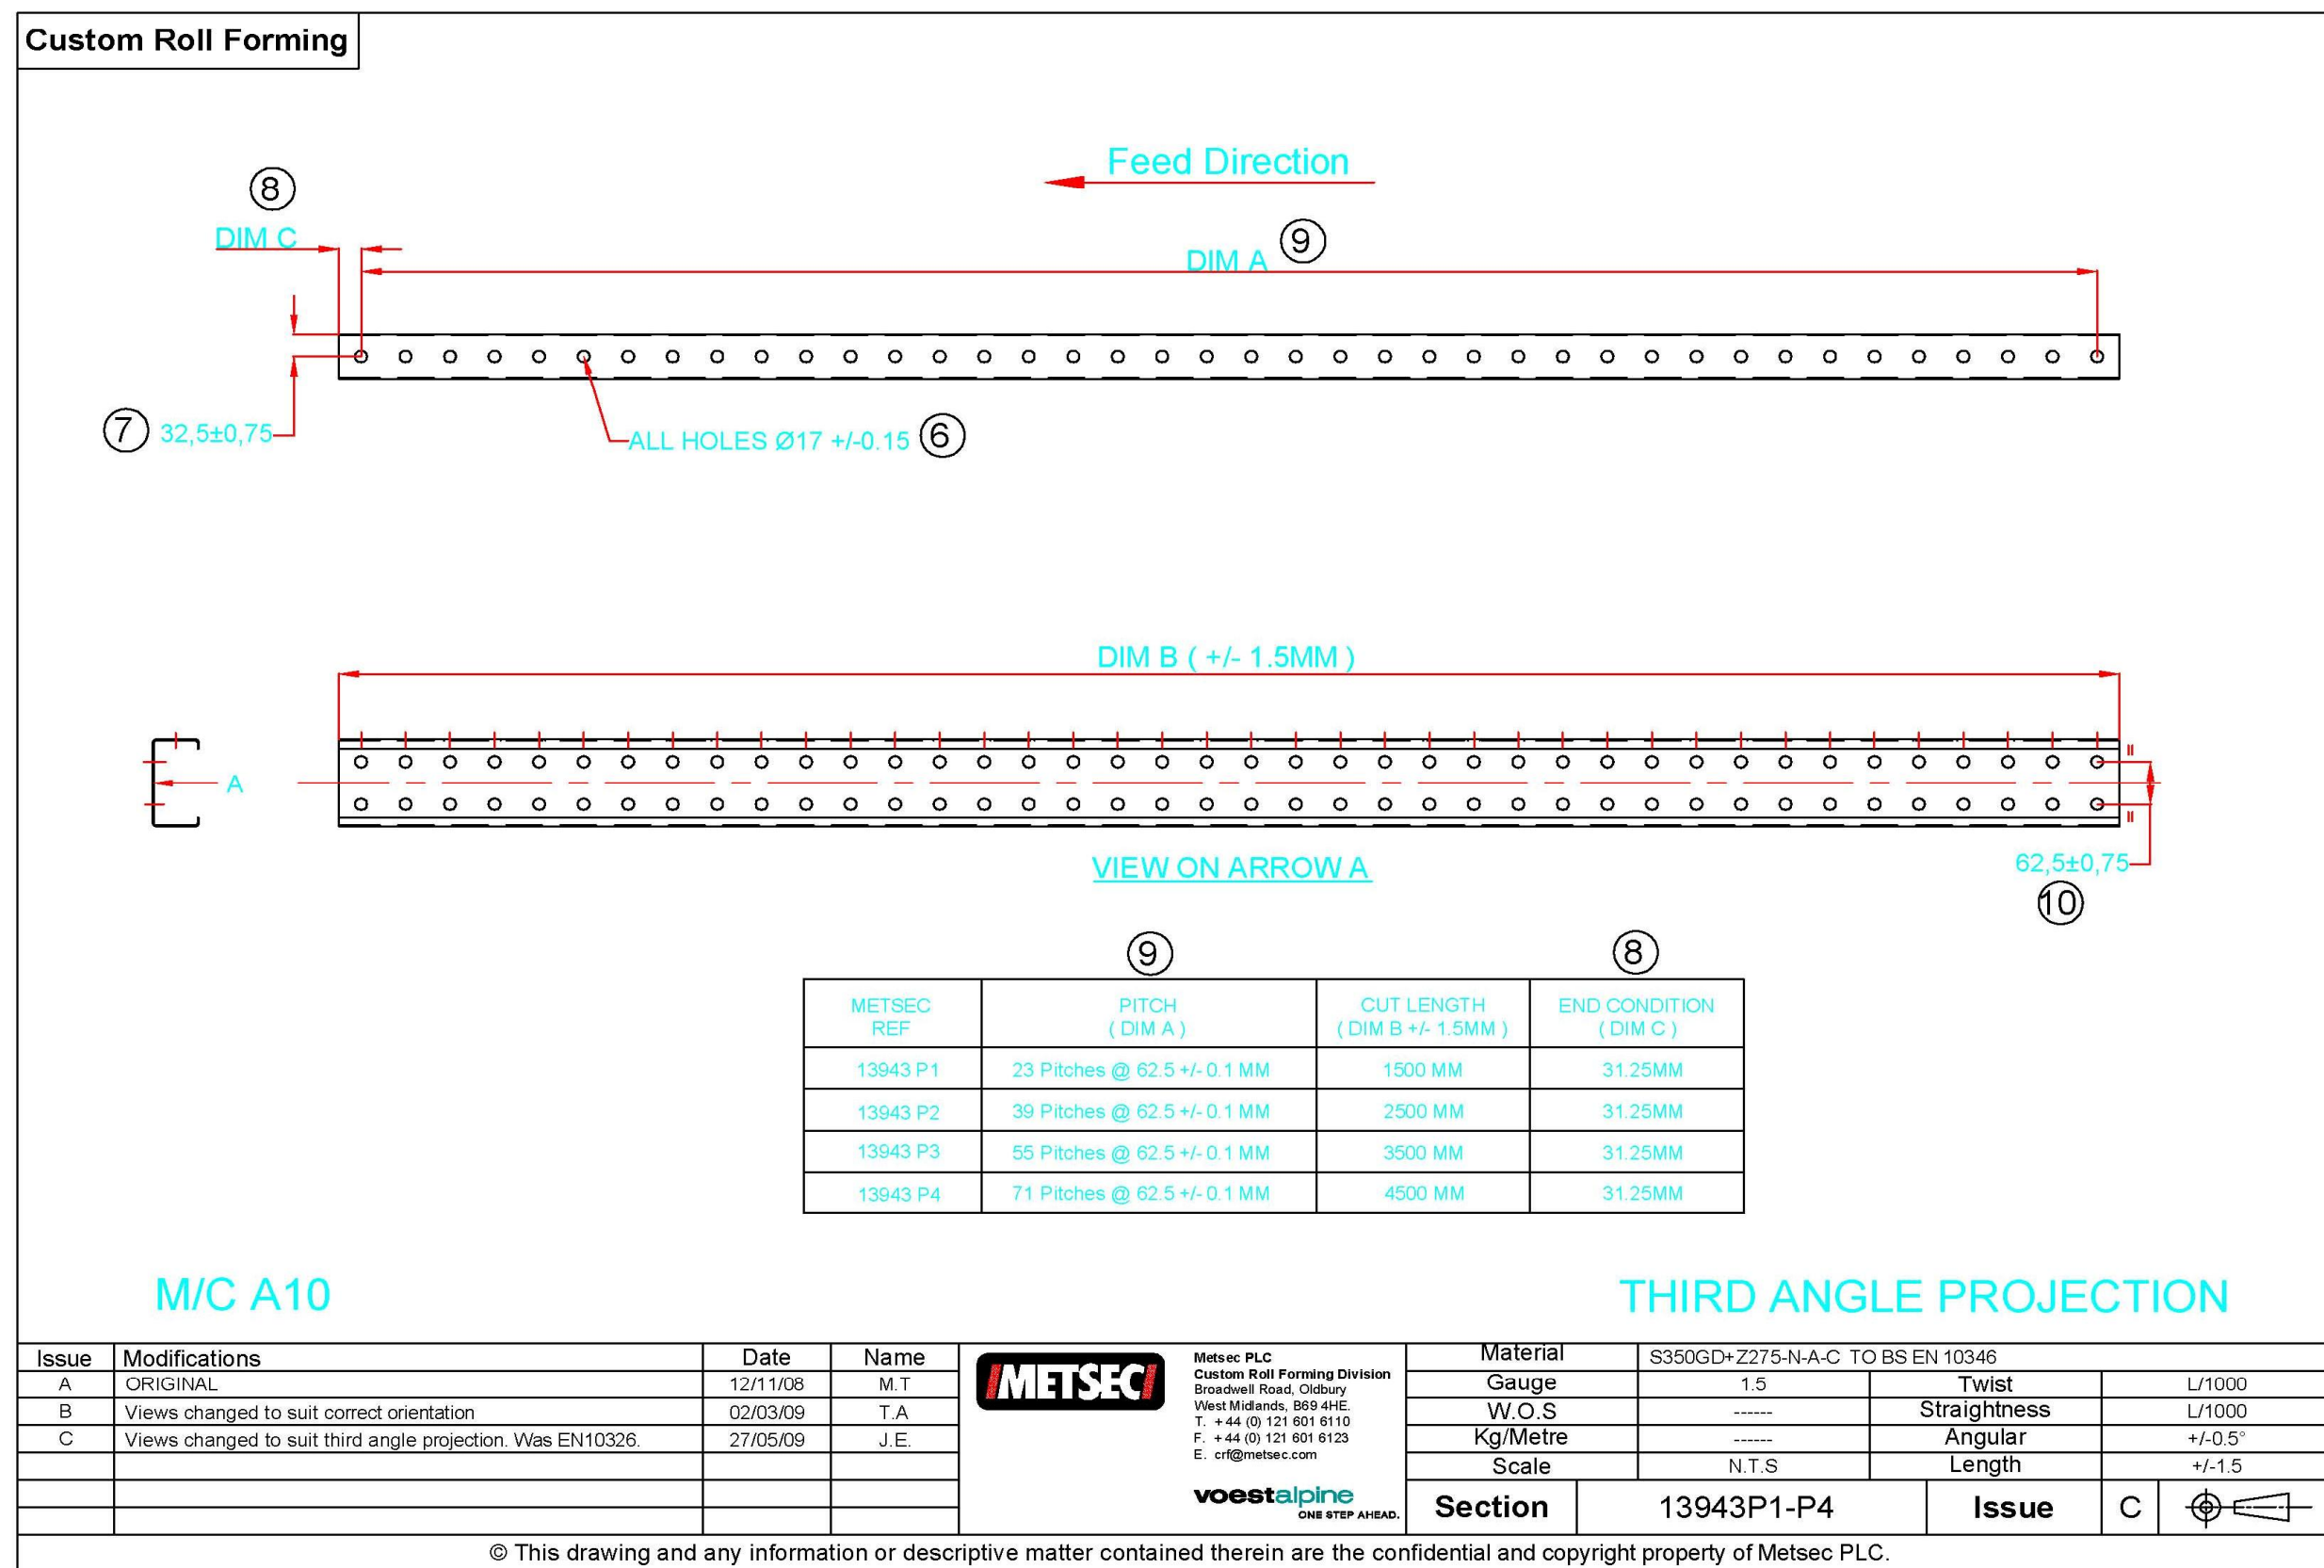 Custom Roll Forming
Feed Direction
8
DIM C
9
DIM A
7
32,5±0,75
ALL HOLES Ø17 +/-0.15
6
DIM B ( +/- 1.5MM )
A
VIEW ON ARROW A
62,5±0,75
10
9
8
METSEC REF | PITCH ( DIM A ) | CUT LENGTH ( DIM B +/- 1.5MM ) | END CONDITION ( DIM C )
13943 P1 | 23 Pitches @ 62.5 +/- 0.1 MM | 1500 MM | 31.25MM
13943 P2 | 39 Pitches @ 62.5 +/- 0.1 MM | 2500 MM | 31.25MM
13943 P3 | 55 Pitches @ 62.5 +/- 0.1 MM | 3500 MM | 31.25MM
13943 P4 | 71 Pitches @ 62.5 +/- 0.1 MM | 4500 MM | 31.25MM
M/C A10
THIRD ANGLE PROJECTION
Issue | Modifications | Date | Name
A | ORIGINAL | 12/11/08 | M.T
B | Views changed to suit correct orientation | 02/03/09 | T.A
C | Views changed to suit third angle projection. Was EN10326. | 27/05/09 | J.E.
METSEC
Metsec PLC
Custom Roll Forming Division
Broadwell Road, Oldbury
West Midlands, B69 4HE.
T. +44 (0) 121 601 6110
F. +44 (0) 121 601 6123
E. crf@metsec.com
voestalpine
ONE STEP AHEAD.
Material | S350GD+Z275-N-A-C TO BS EN 10346
Gauge | 1.5 | Twist | L/1000
W.O.S | ------ | Straightness | L/1000
Kg/Metre | ------ | Angular | +/-0.5°
Scale | N.T.S | Length | +/-1.5
Section | 13943P1-P4 | Issue | C
© This drawing and any information or descriptive matter contained therein are the confidential and copyright property of Metsec PLC.